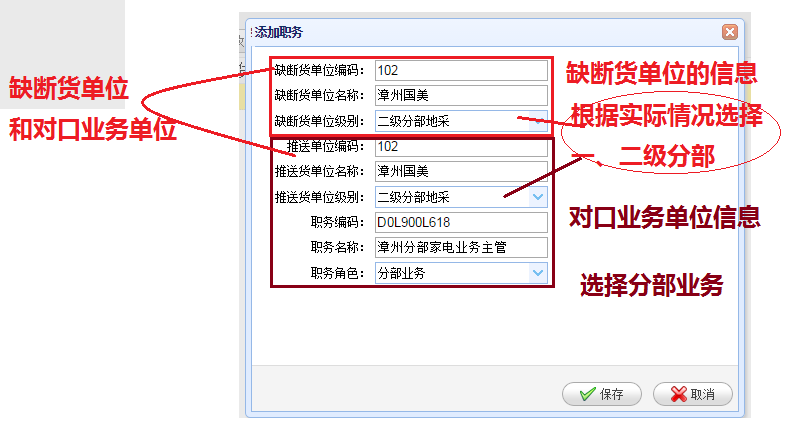 添加职务
缺断货单位编码： 102
缺断货单位名称： 漳州国美
缺断货单位级别： 二级分部地采
推送单位编码： 102
推送货单位名称： 漳州国美
推送货单位级别： 二级分部地采
职务编码： D0L900L618
职务名称： 漳州分部家电业务主管
职务角色： 分部业务
保存
取消
缺断货单位
和对口业务单位
缺断货单位的信息
根据实际情况选择
一、二级分部
对口业务单位信息
选择分部业务